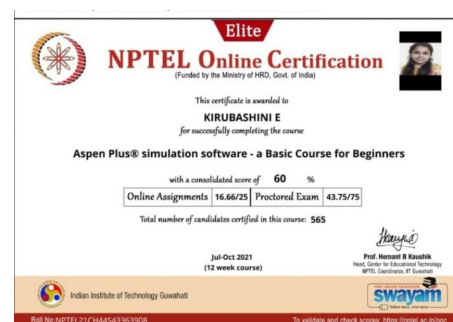 Elite
NPTEL Online Certification
(Funded by the Ministry of HRD, Govt. of India)
This certificate is awarded to
KIRUBASHINI E
for successfully completing the course
Aspen Plus® simulation software - a Basic Course for Beginners
with a consolidated score of 60 %
Online Assignments 16.66/25 Proctored Exam 43.75/75
Total number of candidates certified in this course: 565
Jul-Oct 2021
(12 week course)
Prof. Hemant B Kaushik
Head, Center for Educational Technology
NPTEL Coordinator, IIT Guwahati
Indian Institute of Technology Guwahati
swayam
Roll No:NPTEL21CH44543363908
To validate and check scores: https://nptel.ac.in/noc